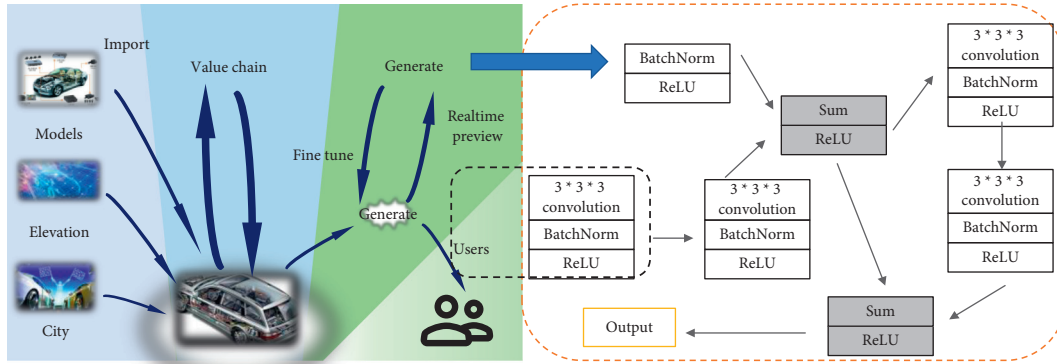 Import
Models
Elevation
City
Value chain
Generate
Realtime
preview
Fine tune
Generate
Users
BatchNorm
ReLU
3 * 3 * 3
convolution
BatchNorm
ReLU
3 * 3 * 3
convolution
BatchNorm
ReLU
Sum
ReLU
3 * 3 * 3
convolution
BatchNorm
ReLU
3 * 3 * 3
convolution
BatchNorm
ReLU
Sum
ReLU
Output